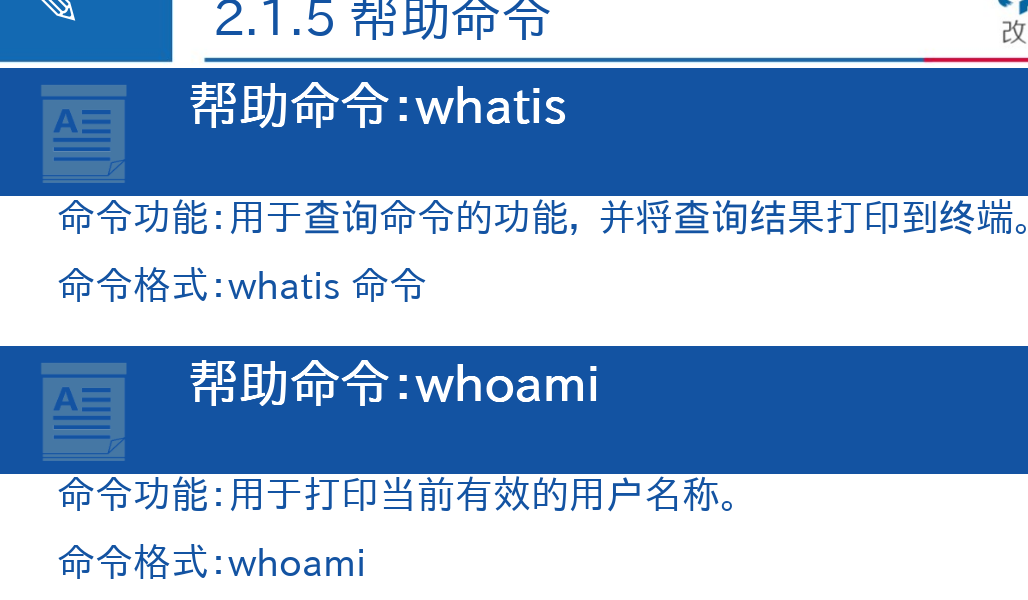 2.1.5 帮助命令
改
帮助命令:whatis
命令功能:用于查询命令的功能, 并将查询结果打印到终端。
命令格式:whatis 命令
帮助命令:whoami
命令功能:用于打印当前有效的用户名称。
命令格式:whoami